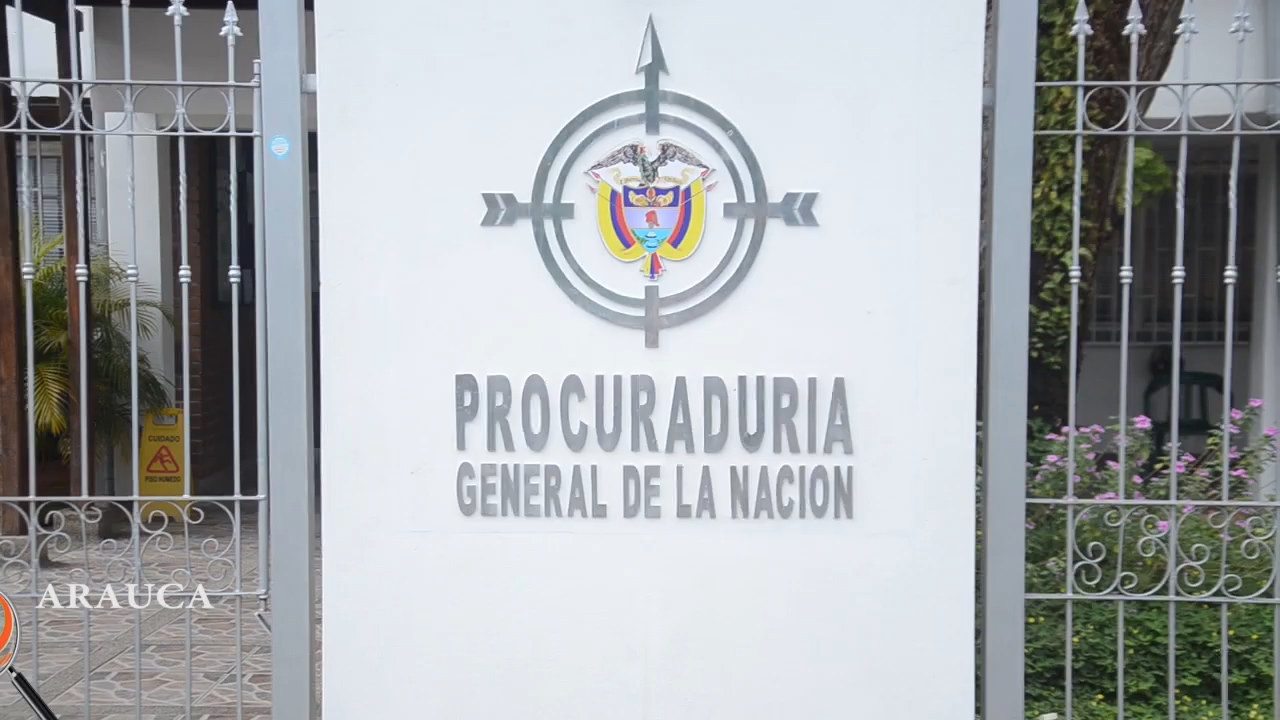 PROCURADURIA
GENERAL DE LA NACION
CUIDADO
PISO HUMEDO
ARAUCA